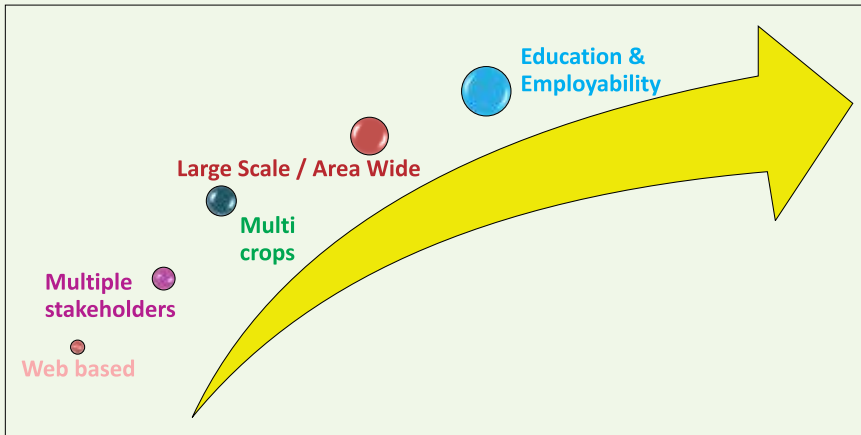 Education &
Employability
Large Scale / Area Wide
Multi
crops
Multiple
stakeholders
Web based